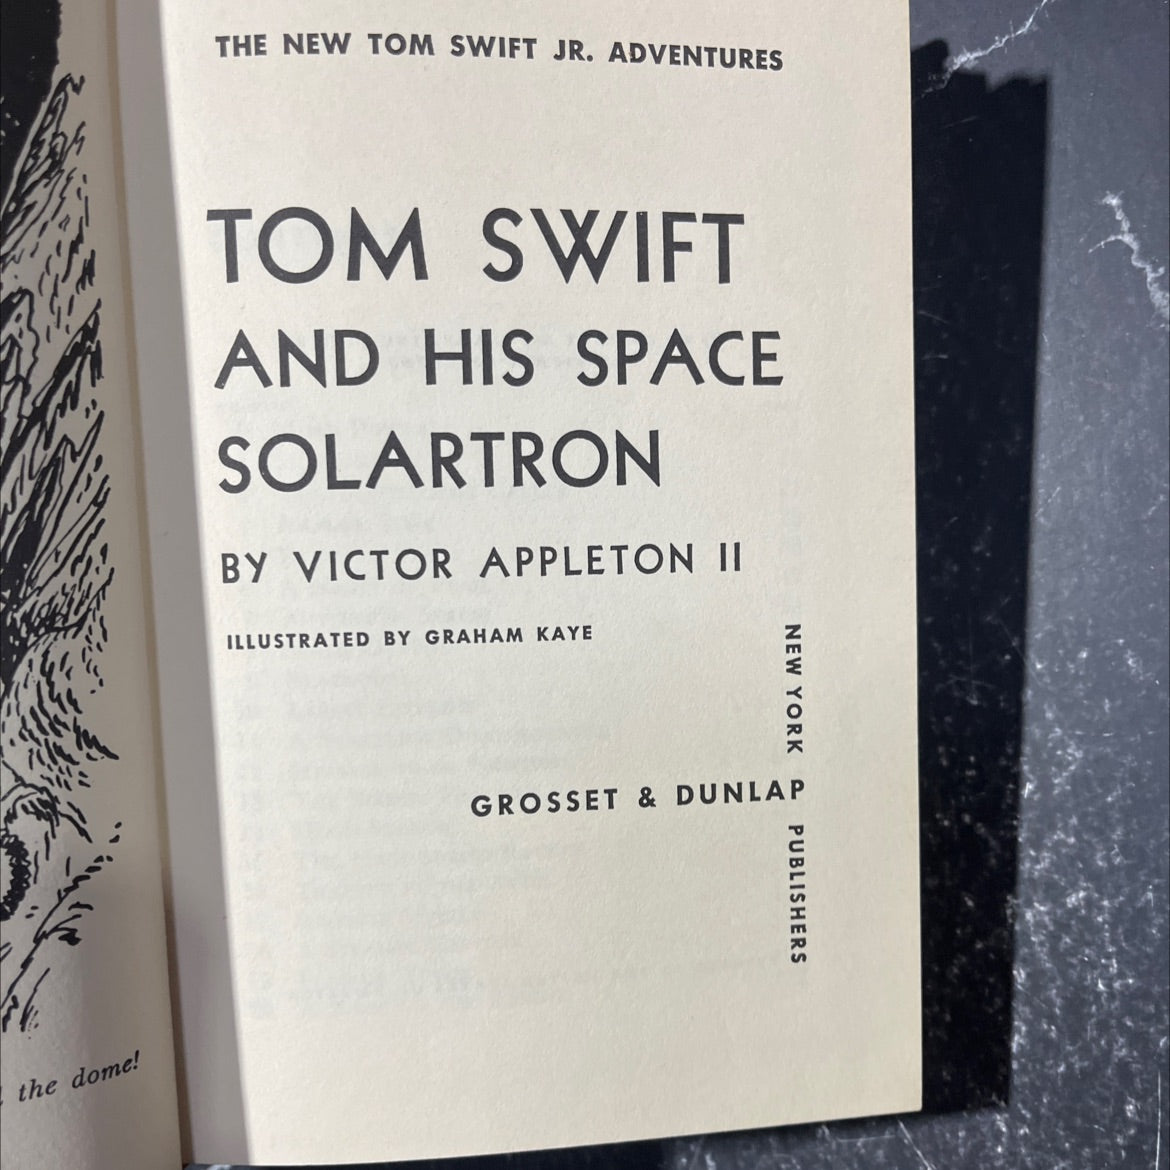 THE NEW TOM SWIFT JR. ADVENTURES
TOM SWIFT
AND HIS SPACE
SOLARTRON
BY VICTOR APPLETON II
ILLUSTRATED BY GRAHAM KAYE
NEW YORK
GROSSET & DUNLAP
PUBLISHERS
the dome!